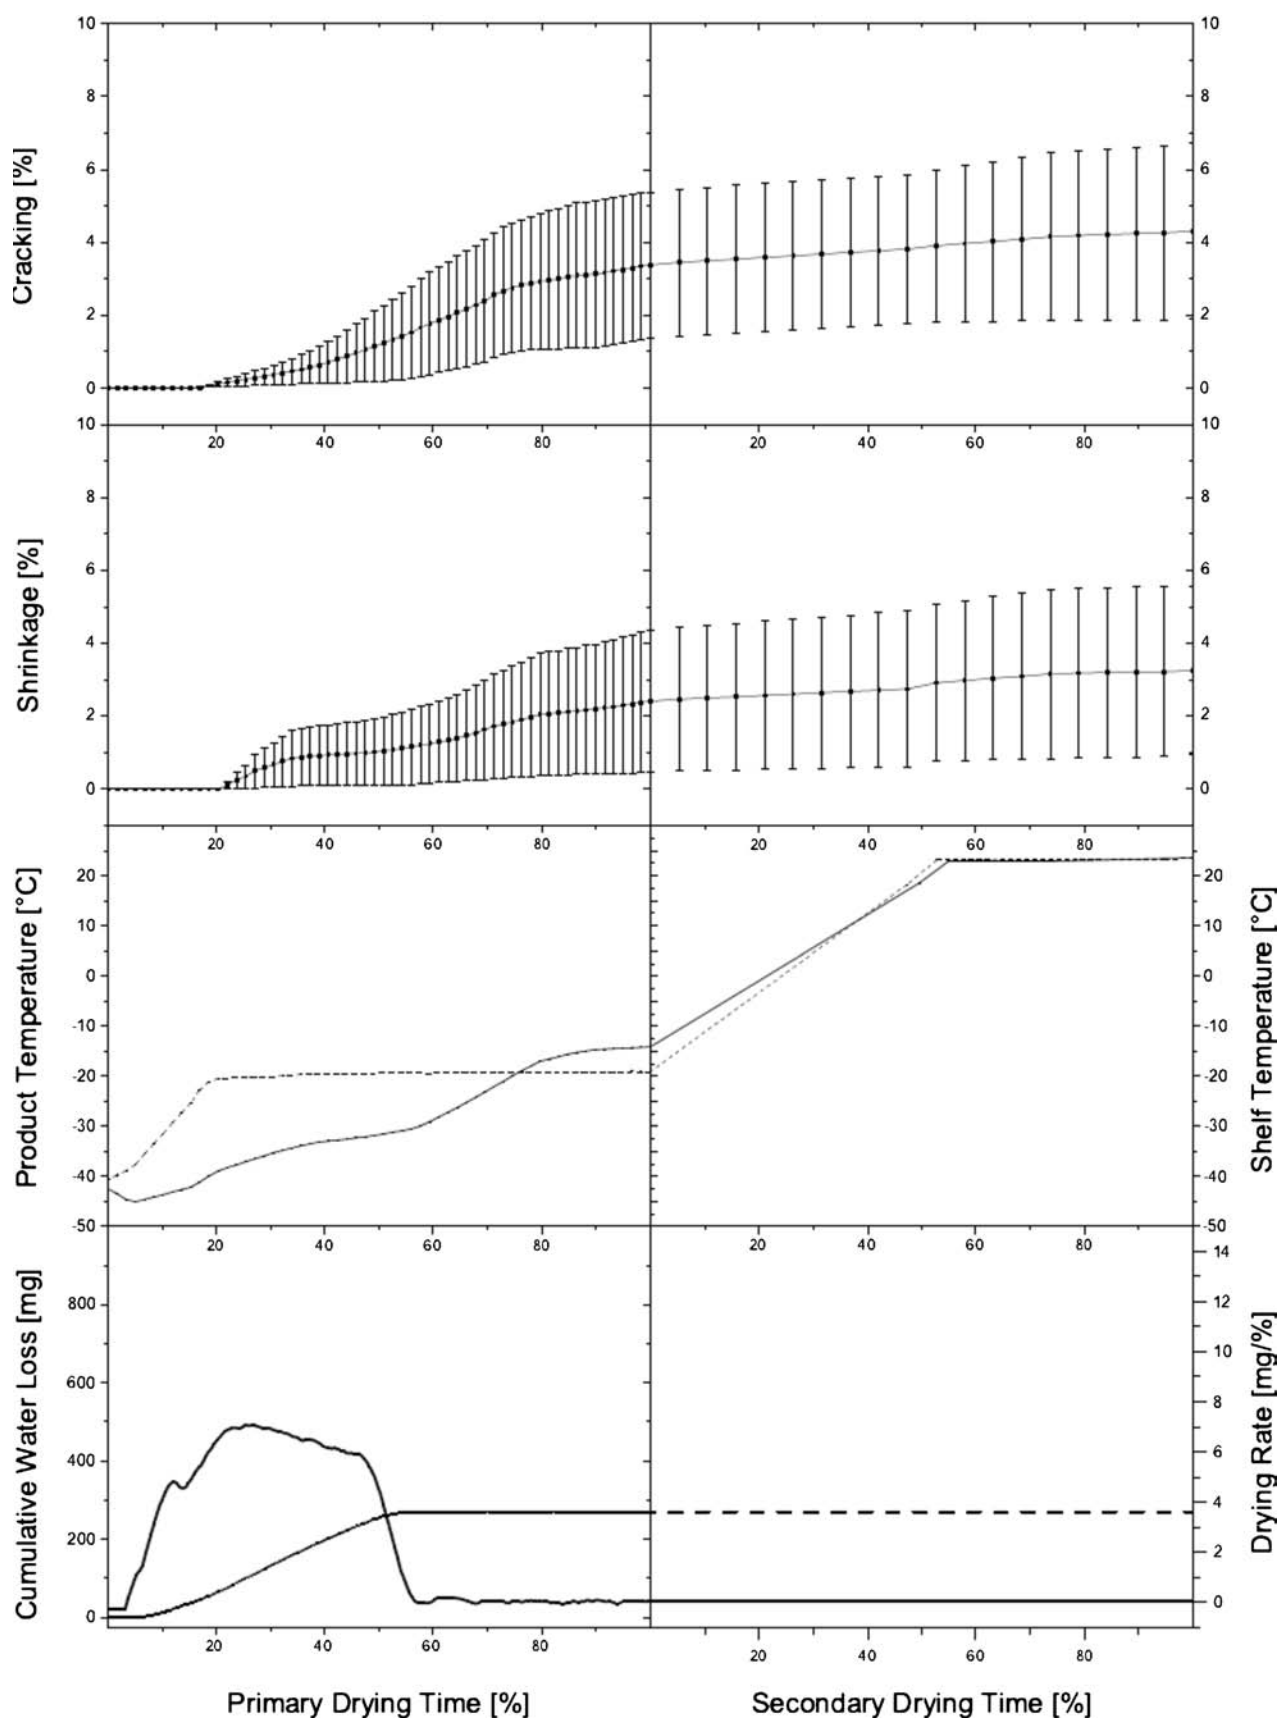 10 10
8 8
6 6
4 4
2 2
0 0
Cracking [%]
10 20 40 60 80 20 40 60 80 10
8 8
6 6
4 4
2 2
0 0
Shrinkage [%]
20 40 60 80 20 40 60 80
20 20
10 10
0 0
-10 -10
-20 -20
-30 -30
-40 -40
-50 -50
Product Temperature [°C]
Shelf Temperature [°C]
20 40 60 80 20 40 60 80
800
600
400
200
0
Cumulative Water Loss [mg]
14
12
10
8
6
4
2
0
Drying Rate [mg/%]
20 40 60 80 20 40 60 80
Primary Drying Time [%] Secondary Drying Time [%]